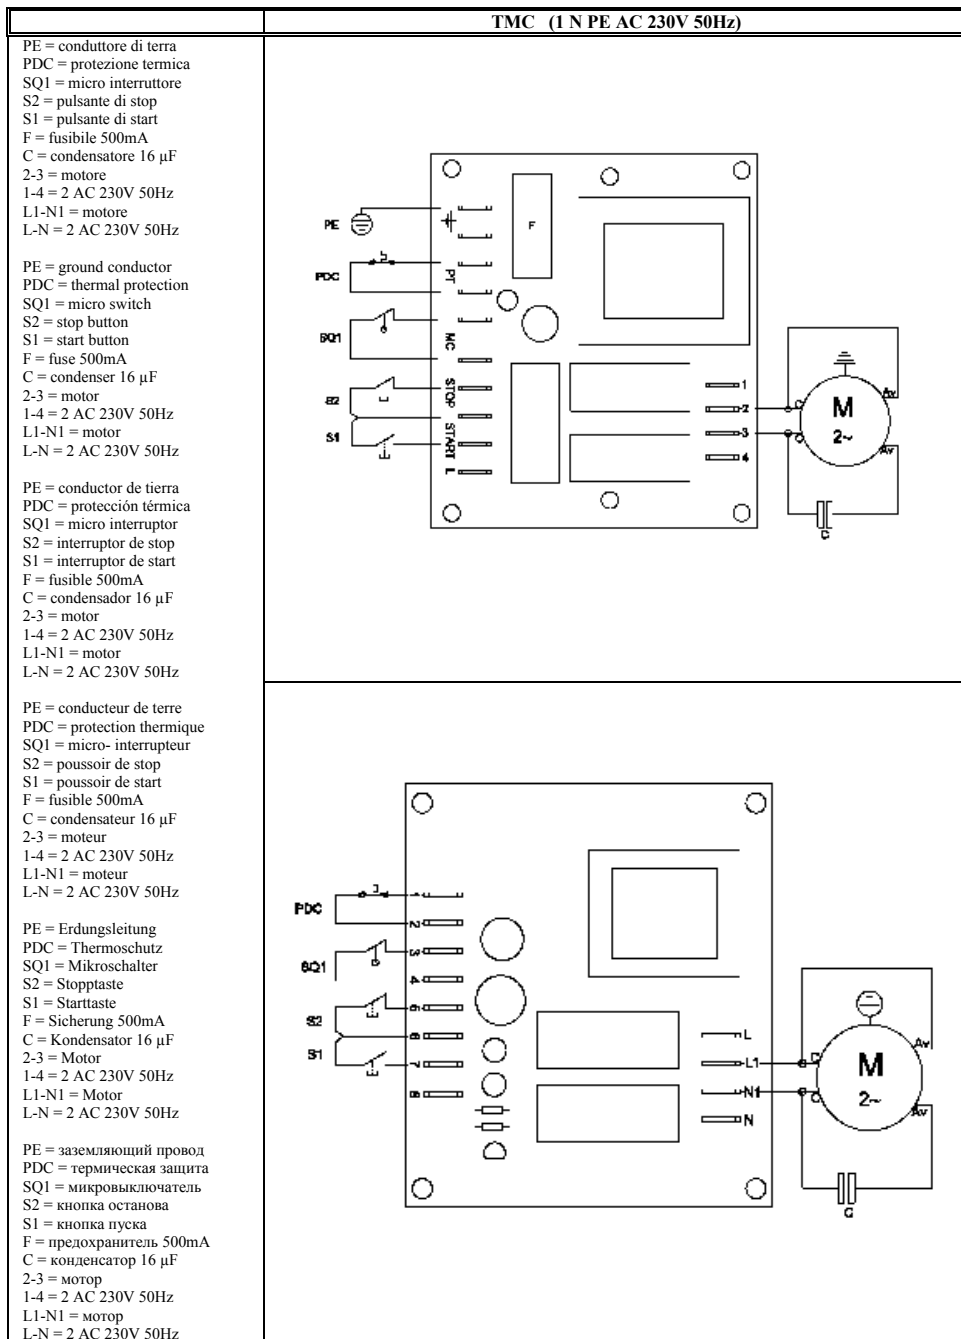 TMC (1 N PE AC 230V 50Hz)
PE = conduttore di terra
PDC = protezione termica
SQ1 = micro interruttore
S2 = pulsante di stop
S1 = pulsante di start
F = fusibile 500mA
C = condensatore 16 µF
2-3 = motore
1-4 = 2 AC 230V 50Hz
L1-N1 = motore
L-N = 2 AC 230V 50Hz
PE = ground conductor
PDC = thermal protection
SQ1 = micro switch
S2 = stop button
S1 = start button
F = fuse 500mA
C = condenser 16 µF
2-3 = motor
1-4 = 2 AC 230V 50Hz
L1-N1 = motor
L-N = 2 AC 230V 50Hz
PE = conductor de tierra
PDC = protección térmica
SQ1 = micro interruptor
S2 = interruptor de stop
S1 = interruptor de start
F = fusible 500mA
C = condensador 16 µF
2-3 = motor
1-4 = 2 AC 230V 50Hz
L1-N1 = motor
L-N = 2 AC 230V 50Hz
PE = conducteur de terre
PDC = protection thermique
SQ1 = micro- interrupteur
S2 = poussoir de stop
S1 = poussoir de start
F = fusible 500mA
C = condensateur 16 µF
2-3 = moteur
1-4 = 2 AC 230V 50Hz
L1-N1 = moteur
L-N = 2 AC 230V 50Hz
PE = Erdungsleitung
PDC = Thermoschutz
SQ1 = Mikroschalter
S2 = Stopptaste
S1 = Starttaste
F = Sicherung 500mA
C = Kondensator 16 µF
2-3 = Motor
1-4 = 2 AC 230V 50Hz
L1-N1 = Motor
L-N = 2 AC 230V 50Hz
PE = заземляющий провод
PDC = термическая защита
SQ1 = микровыключатель
S2 = кнопка останова
S1 = кнопка пуска
F = предохранитель 500mA
C = конденсатор 16 µF
2-3 = мотор
1-4 = 2 AC 230V 50Hz
L1-N1 = мотор
L-N = 2 AC 230V 50Hz
PE
PDC
SQ1
S2
S1
PT
MC
STOP
START
L
F
1
2
3
4
C
C
Av
Av
M
2~
C
PDC
SQ1
S2
S1
1
2
3
4
5
6
7
8
L
L1
N1
N
C
C
Av
Av
M
2~
C